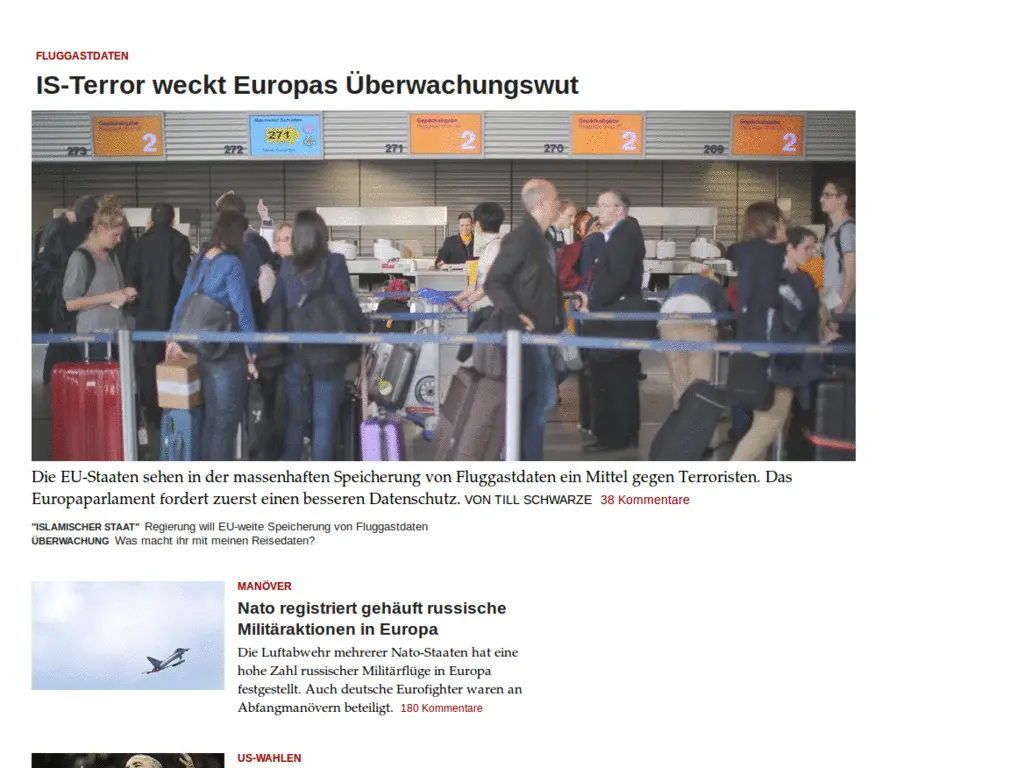 FLUGGASTDATEN
IS-Terror weckt Europas Überwachungswut
273
2
272
271
271
2
270
2
269
2
Die EU-Staaten sehen in der massenhaften Speicherung von Fluggastdaten ein Mittel gegen Terroristen. Das
Europaparlament fordert zuerst einen besseren Datenschutz. VON TILL SCHWARZE 38 Kommentare
"ISLAMISCHER STAAT" Regierung will EU-weite Speicherung von Fluggastdaten
ÜBERWACHUNG Was macht ihr mit meinen Reisedaten?
MANÖVER
Nato registriert gehäuft russische
Militäraktionen in Europa
Die Luftabwehr mehrerer Nato-Staaten hat eine
hohe Zahl russischer Militärflüge in Europa
festgestellt. Auch deutsche Eurofighter waren an
Abfangmanövern beteiligt. 180 Kommentare
US-WAHLEN